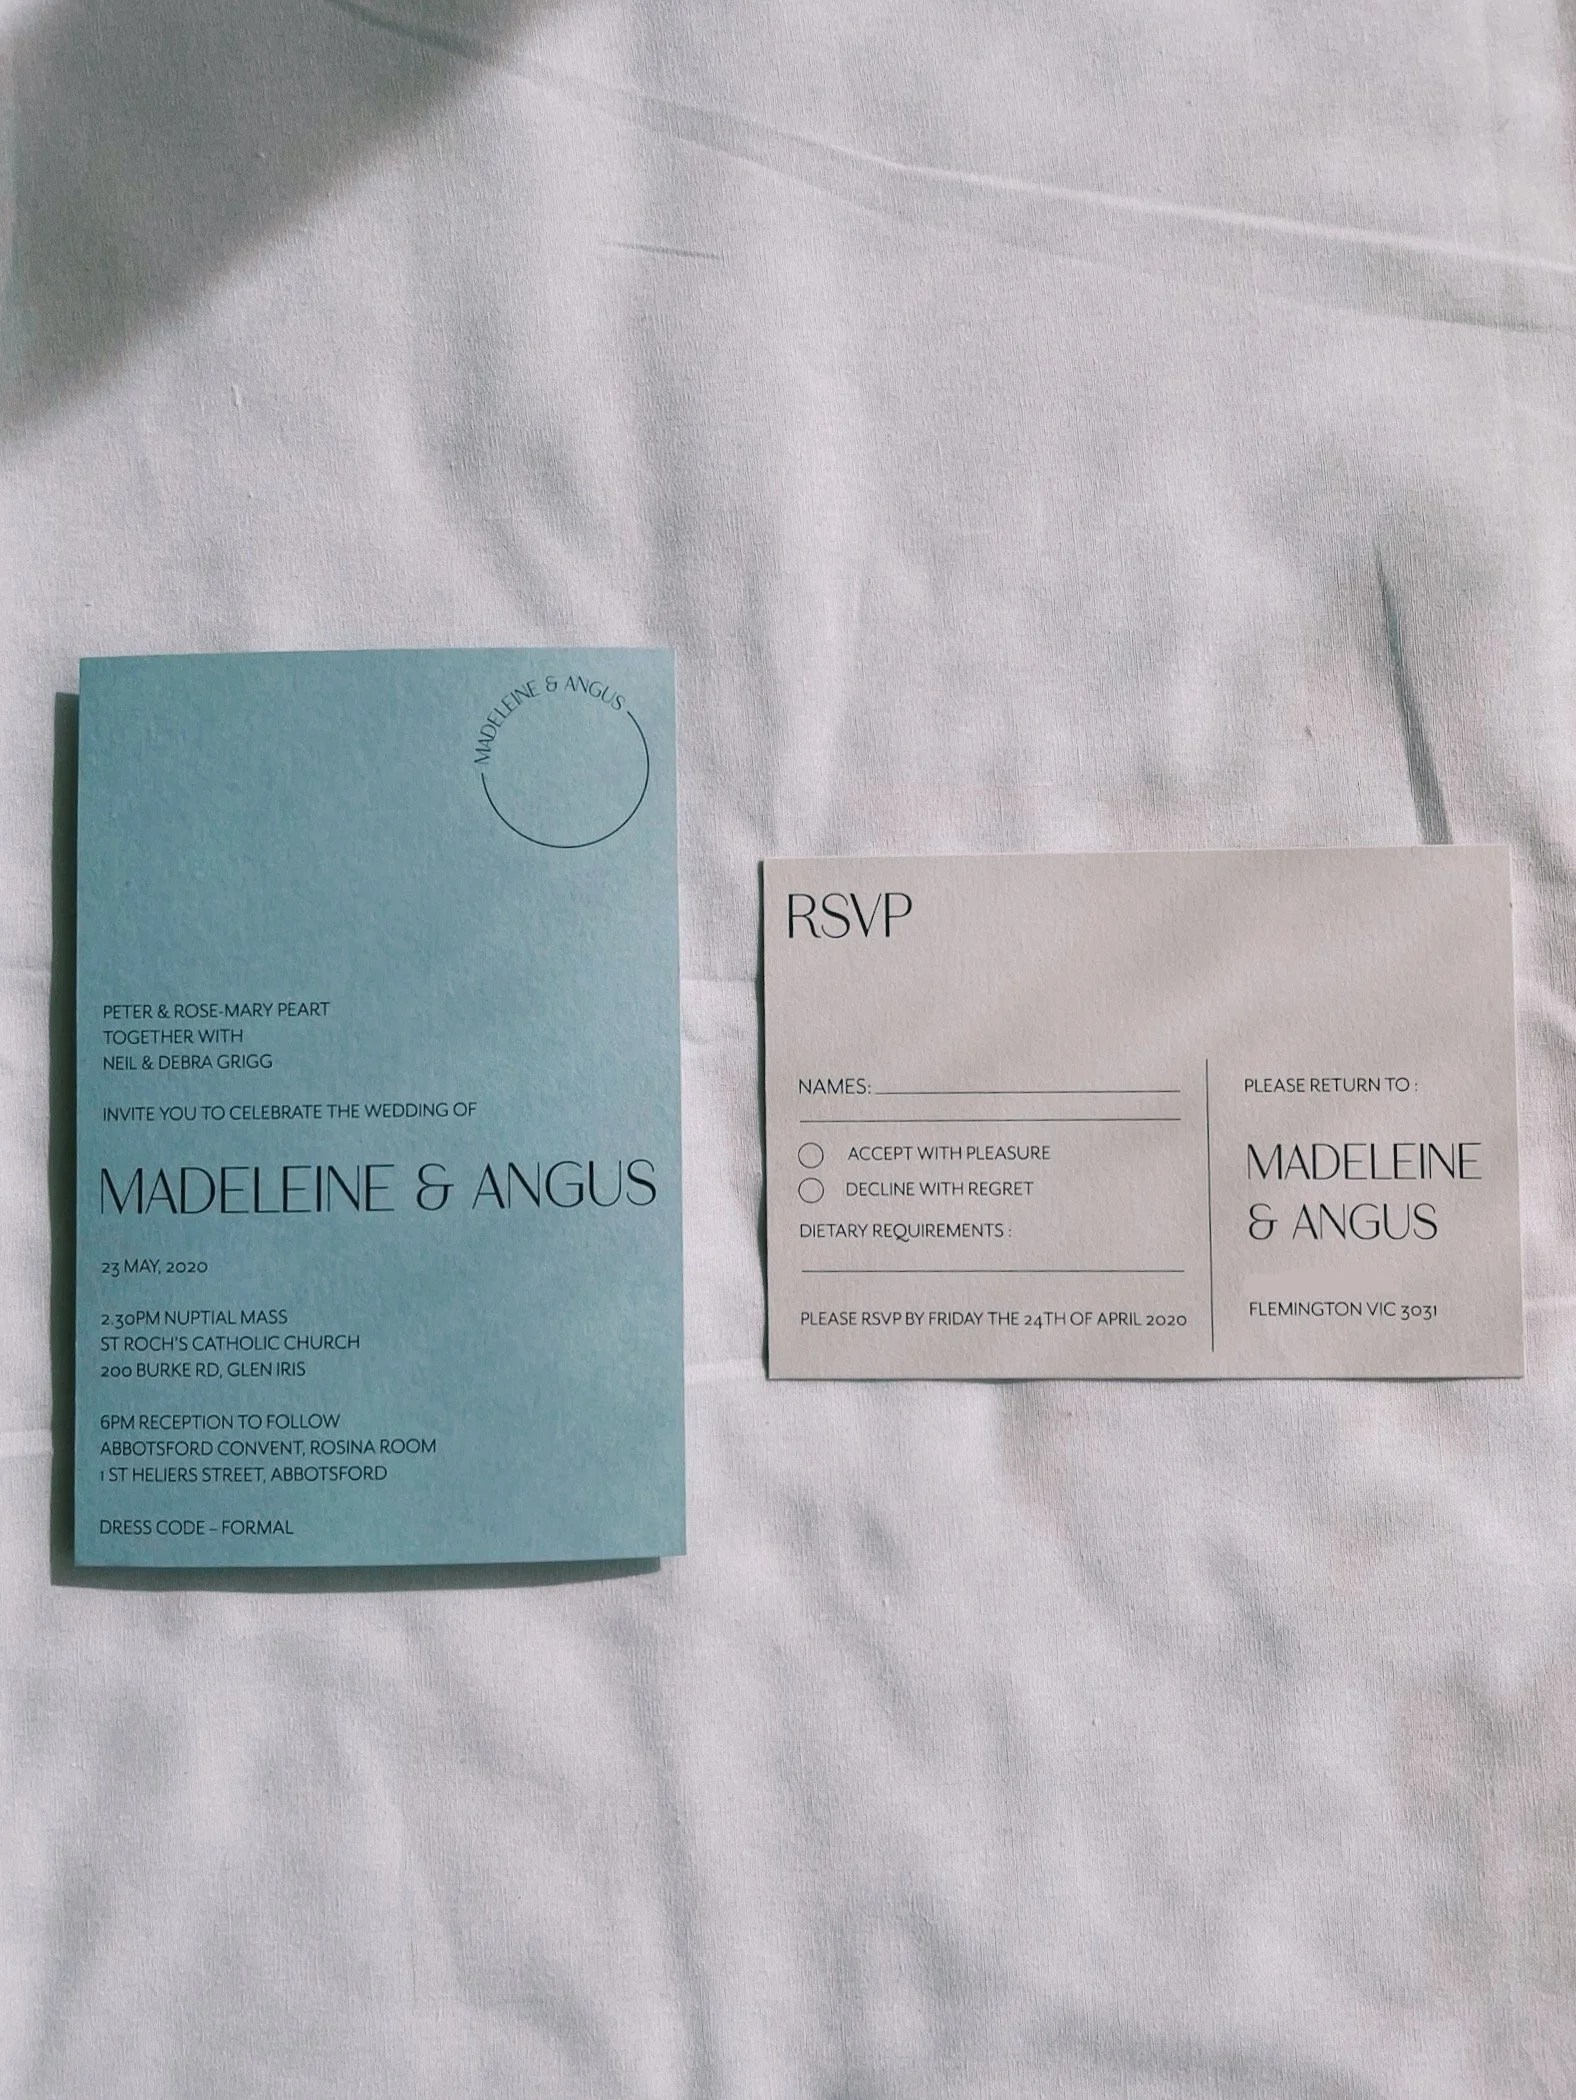 MADELEINE & ANGUS
PETER & ROSE-MARY PEART
TOGETHER WITH
NEIL & DEBRA GRIGG
INVITE YOU TO CELEBRATE THE WEDDING OF
MADELEINE & ANGUS
23 MAY, 2020
2.30PM NUPTIAL MASS
ST ROCH'S CATHOLIC CHURCH
200 BURKE RD, GLEN IRIS
6PM RECEPTION TO FOLLOW
ABBOTSFORD CONVENT, ROSINA ROOM
1 ST HELIERS STREET, ABBOTSFORD
DRESS CODE – FORMAL
RSVP
NAMES:
ACCEPT WITH PLEASURE
DECLINE WITH REGRET
DIETARY REQUIREMENTS :
PLEASE RSVP BY FRIDAY THE 24TH OF APRIL 2020
PLEASE RETURN TO :
MADELEINE
& ANGUS
FLEMINGTON VIC 3031